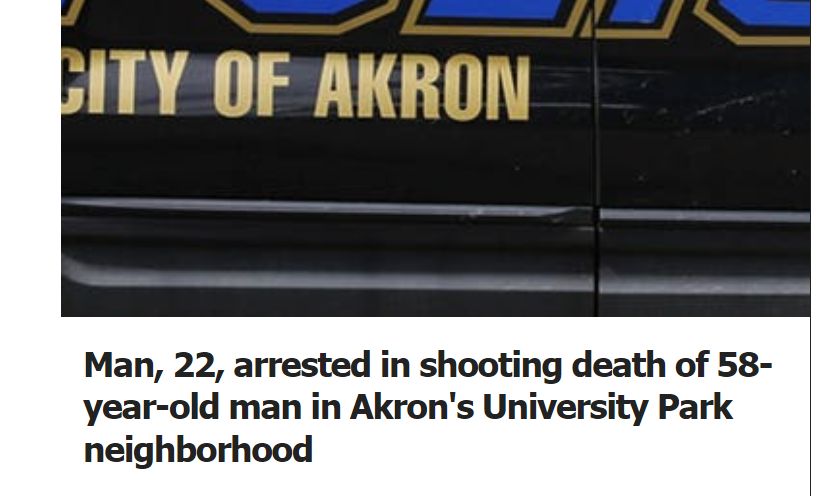 CITY OF AKRON
Man, 22, arrested in shooting death of 58-
year-old man in Akron's University Park
neighborhood